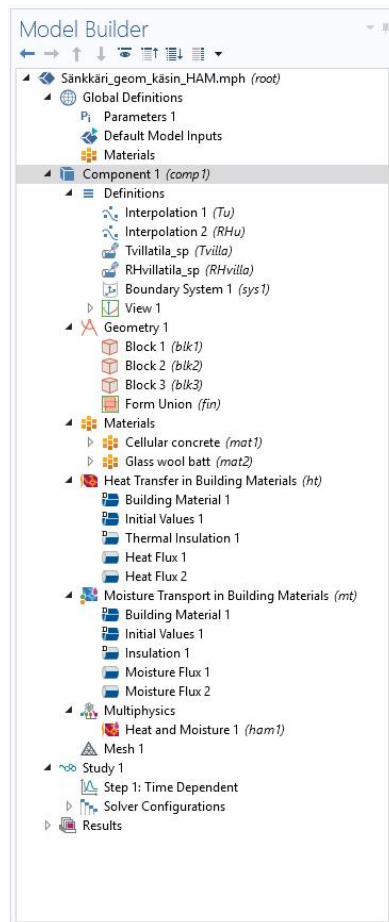 Model Builder
Sänkkäri_geom_käsin_HAM.mph (root)
Global Definitions
Pi Parameters 1
Default Model Inputs
Materials
Component 1 (comp1)
Definitions
Interpolation 1 (Tu)
Interpolation 2 (RHu)
Tvillatila_sp (Tvilla)
RHvillatila_sp (RHvilla)
Boundary System 1 (sys1)
View 1
Geometry 1
Block 1 (blk1)
Block 2 (blk2)
Block 3 (blk3)
Form Union (fin)
Materials
Cellular concrete (mat1)
Glass wool batt (mat2)
Heat Transfer in Building Materials (ht)
Building Material 1
Initial Values 1
Thermal Insulation 1
Heat Flux 1
Heat Flux 2
Moisture Transport in Building Materials (mt)
Building Material 1
Initial Values 1
Insulation 1
Moisture Flux 1
Moisture Flux 2
Multiphysics
Heat and Moisture 1 (ham1)
Mesh 1
Study 1
Step 1: Time Dependent
Solver Configurations
Results